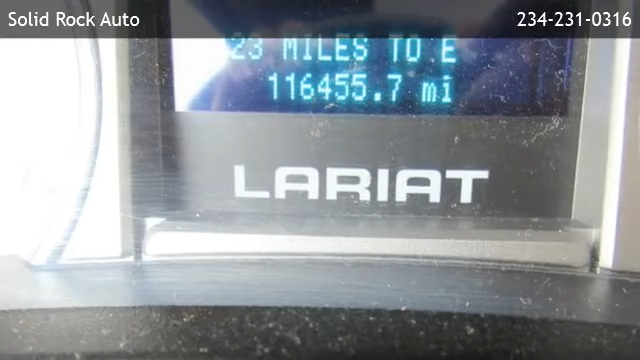 Solid Rock Auto
234-231-0316
23 MILES TO E
116455.7 mi
LARIAT